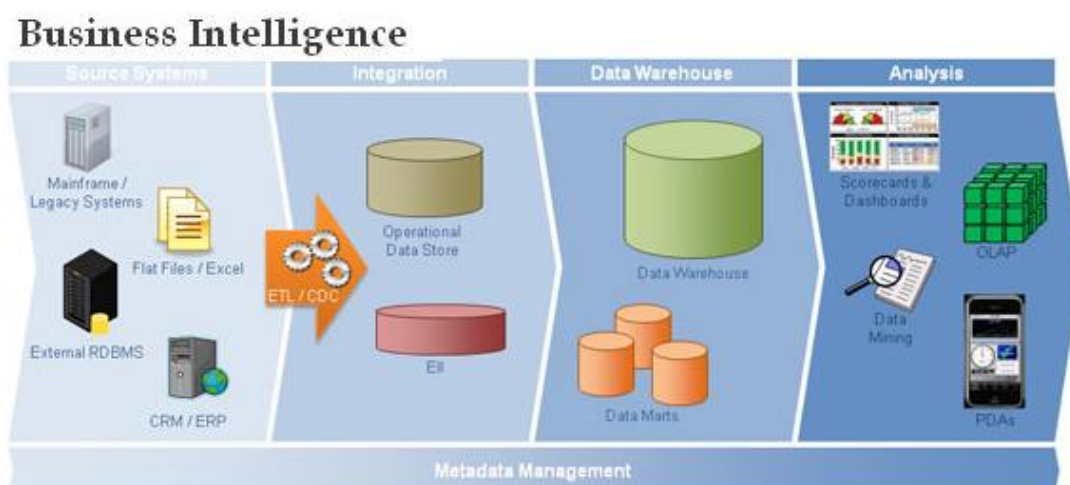 Business Intelligence
Source Systems
Integration
Data Warehouse
Analysis
Mainframe /
Legacy Systems
Flat Files / Excel
External RDBMS
CRM / ERP
ETL / CDC
Operational
Data Store
EII
Data Warehouse
Data Marts
Scorecards &
Dashboards
OLAP
Data
Mining
PDAs
Metadata Management